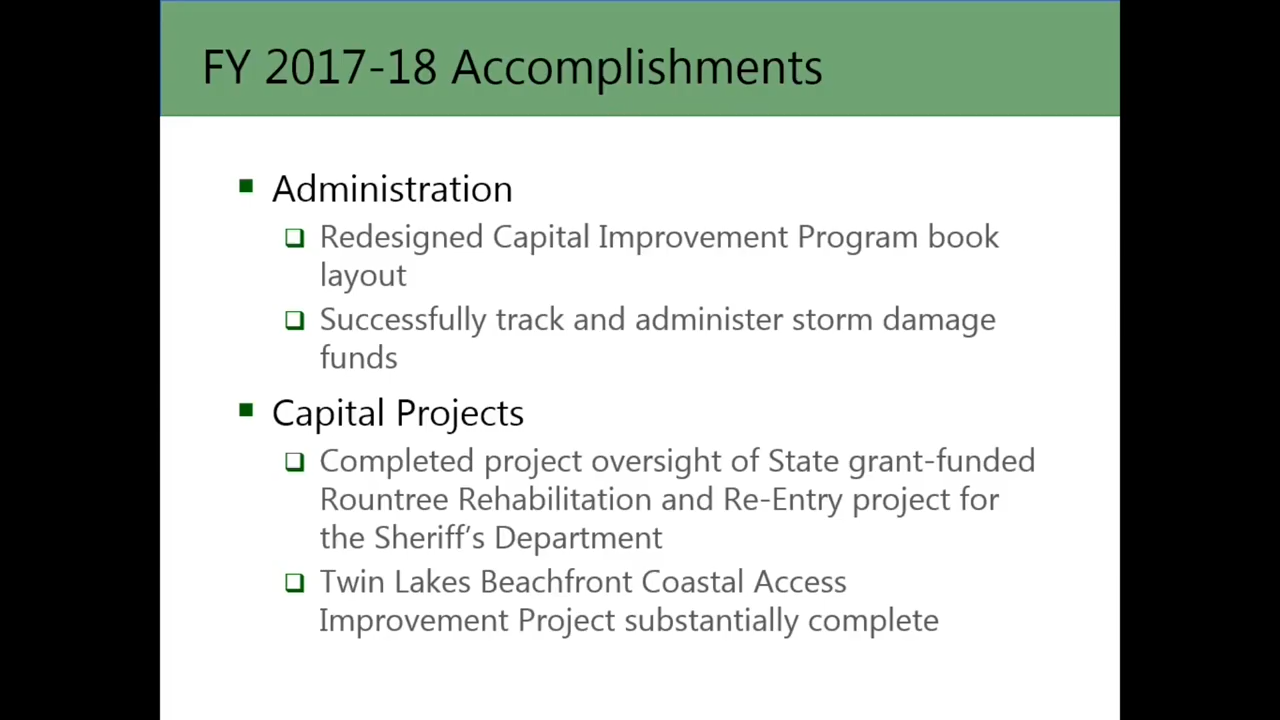 FY 2017-18 Accomplishments
Administration
Redesigned Capital Improvement Program book
layout
Successfully track and administer storm damage
funds
Capital Projects
Completed project oversight of State grant-funded
Rountree Rehabilitation and Re-Entry project for
the Sheriff’s Department
Twin Lakes Beachfront Coastal Access
Improvement Project substantially complete